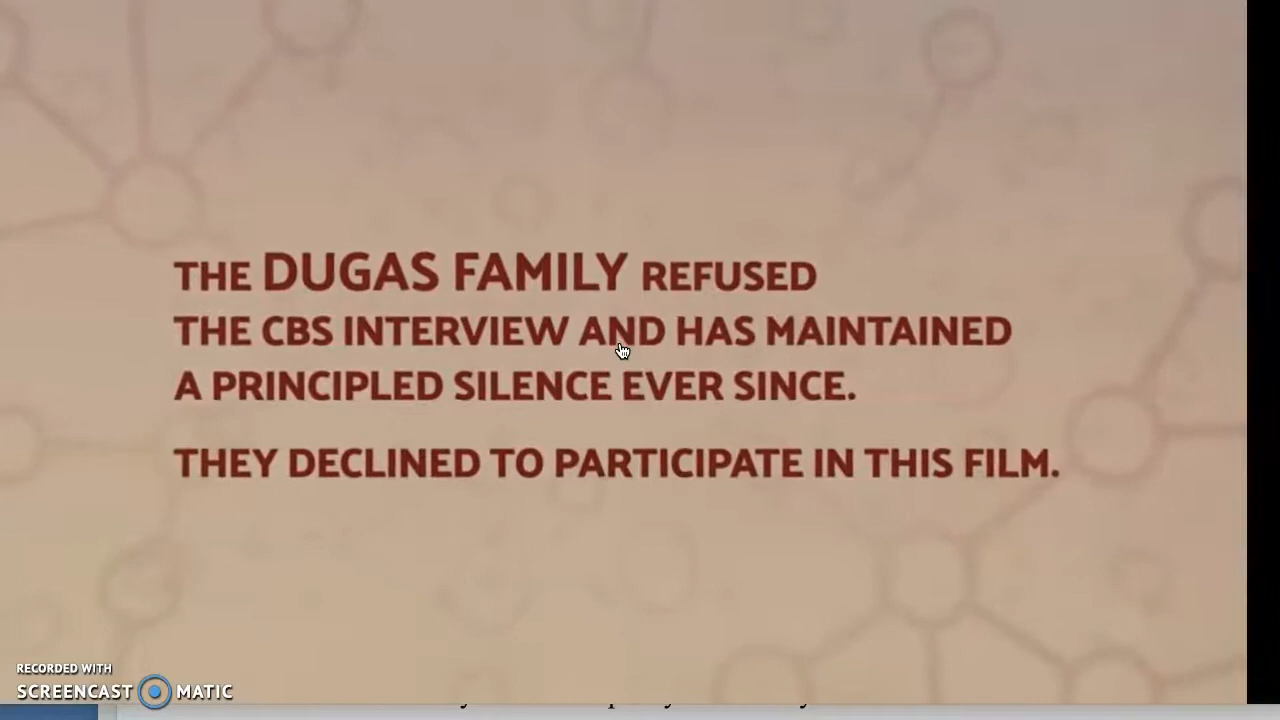 THE DUGAS FAMILY REFUSED
THE CBS INTERVIEW AND HAS MAINTAINED
A PRINCIPLED SILENCE EVER SINCE.
THEY DECLINED TO PARTICIPATE IN THIS FILM.
RECORDED WITH
SCREENCAST MATIC